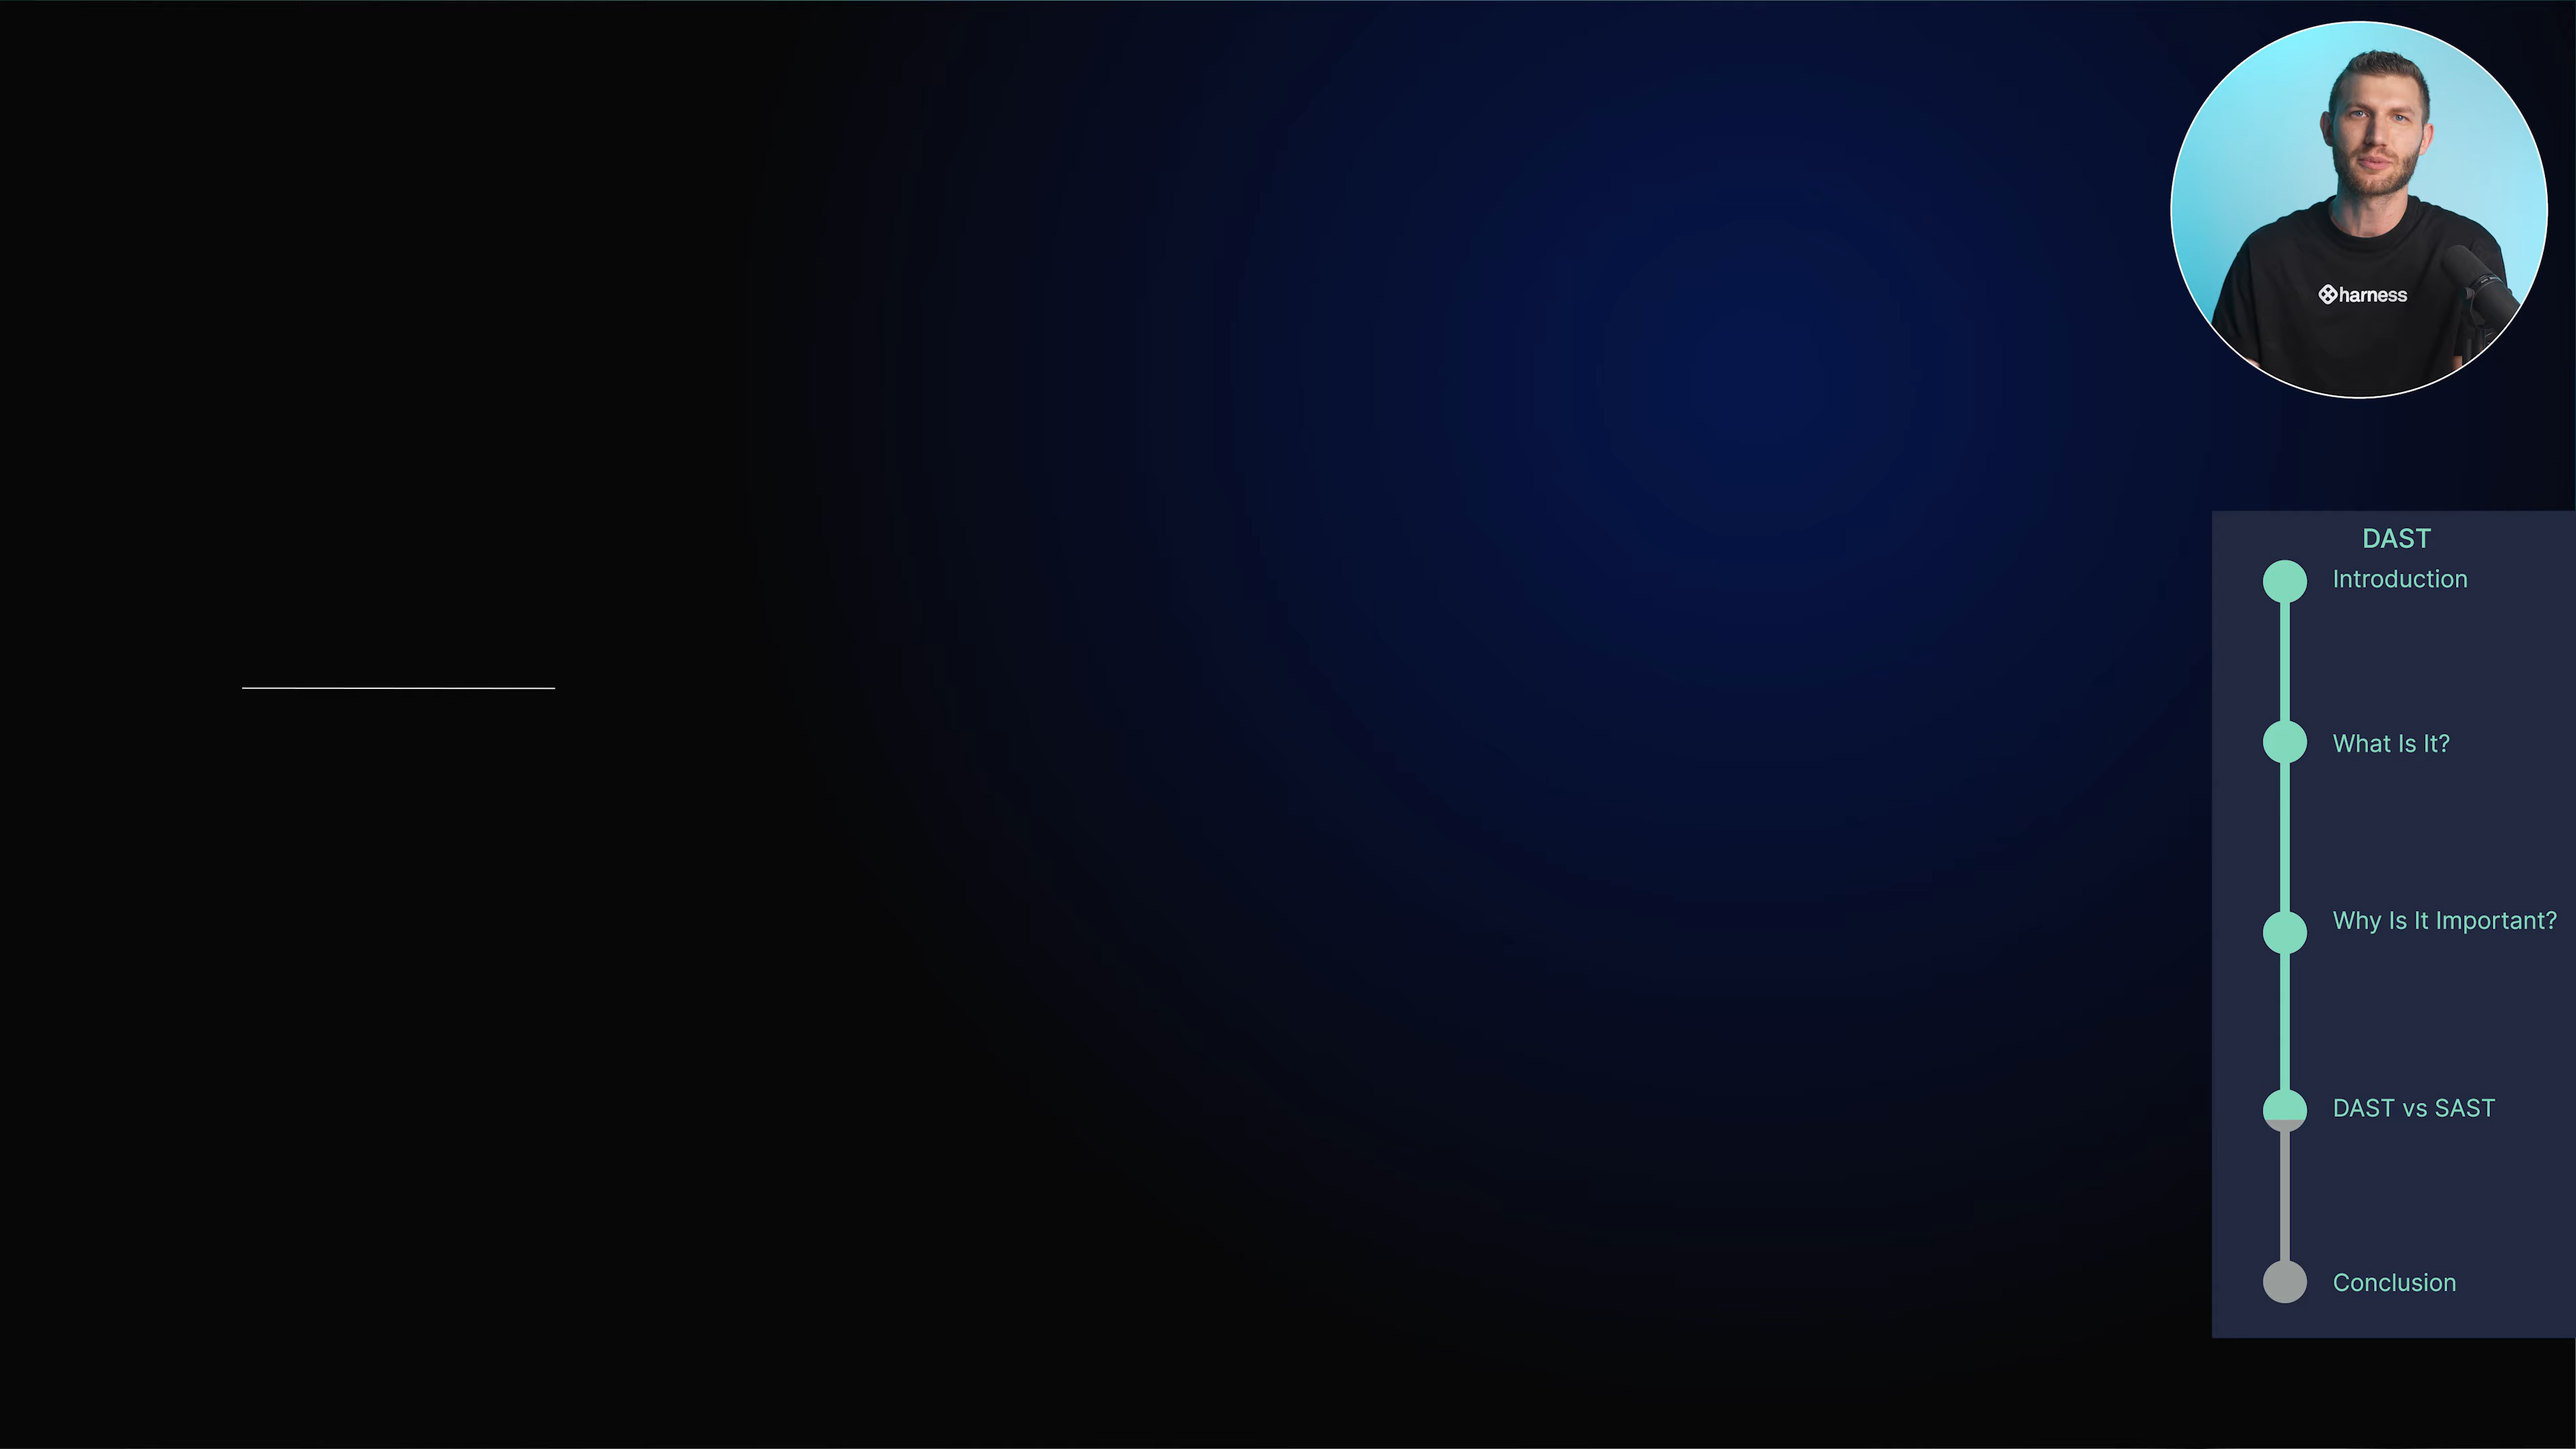 harness
DAST
Introduction
What Is It?
Why Is It Important?
DAST vs SAST
Conclusion